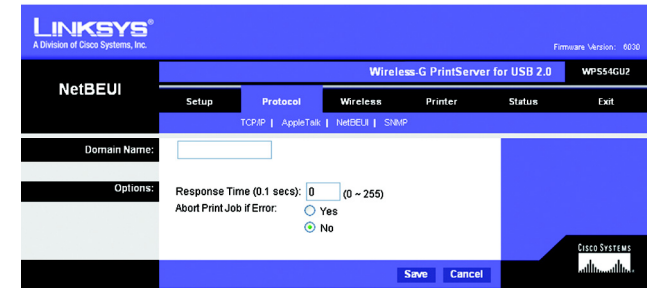 LINKSYS®
A Division of Cisco Systems, Inc.
Firmware Version: 6030
NetBEUI
Wireless-G PrintServer for USB 2.0 WPS54GU2
Setup Protocol Wireless Printer Status Exit
TCP/IP | AppleTalk | NetBEUI | SNMP
Domain Name:
Options:
Response Time (0.1 secs): 0 (0 ~ 255)
Abort Print Job if Error: Yes
No
CISCO SYSTEMS
Save Cancel